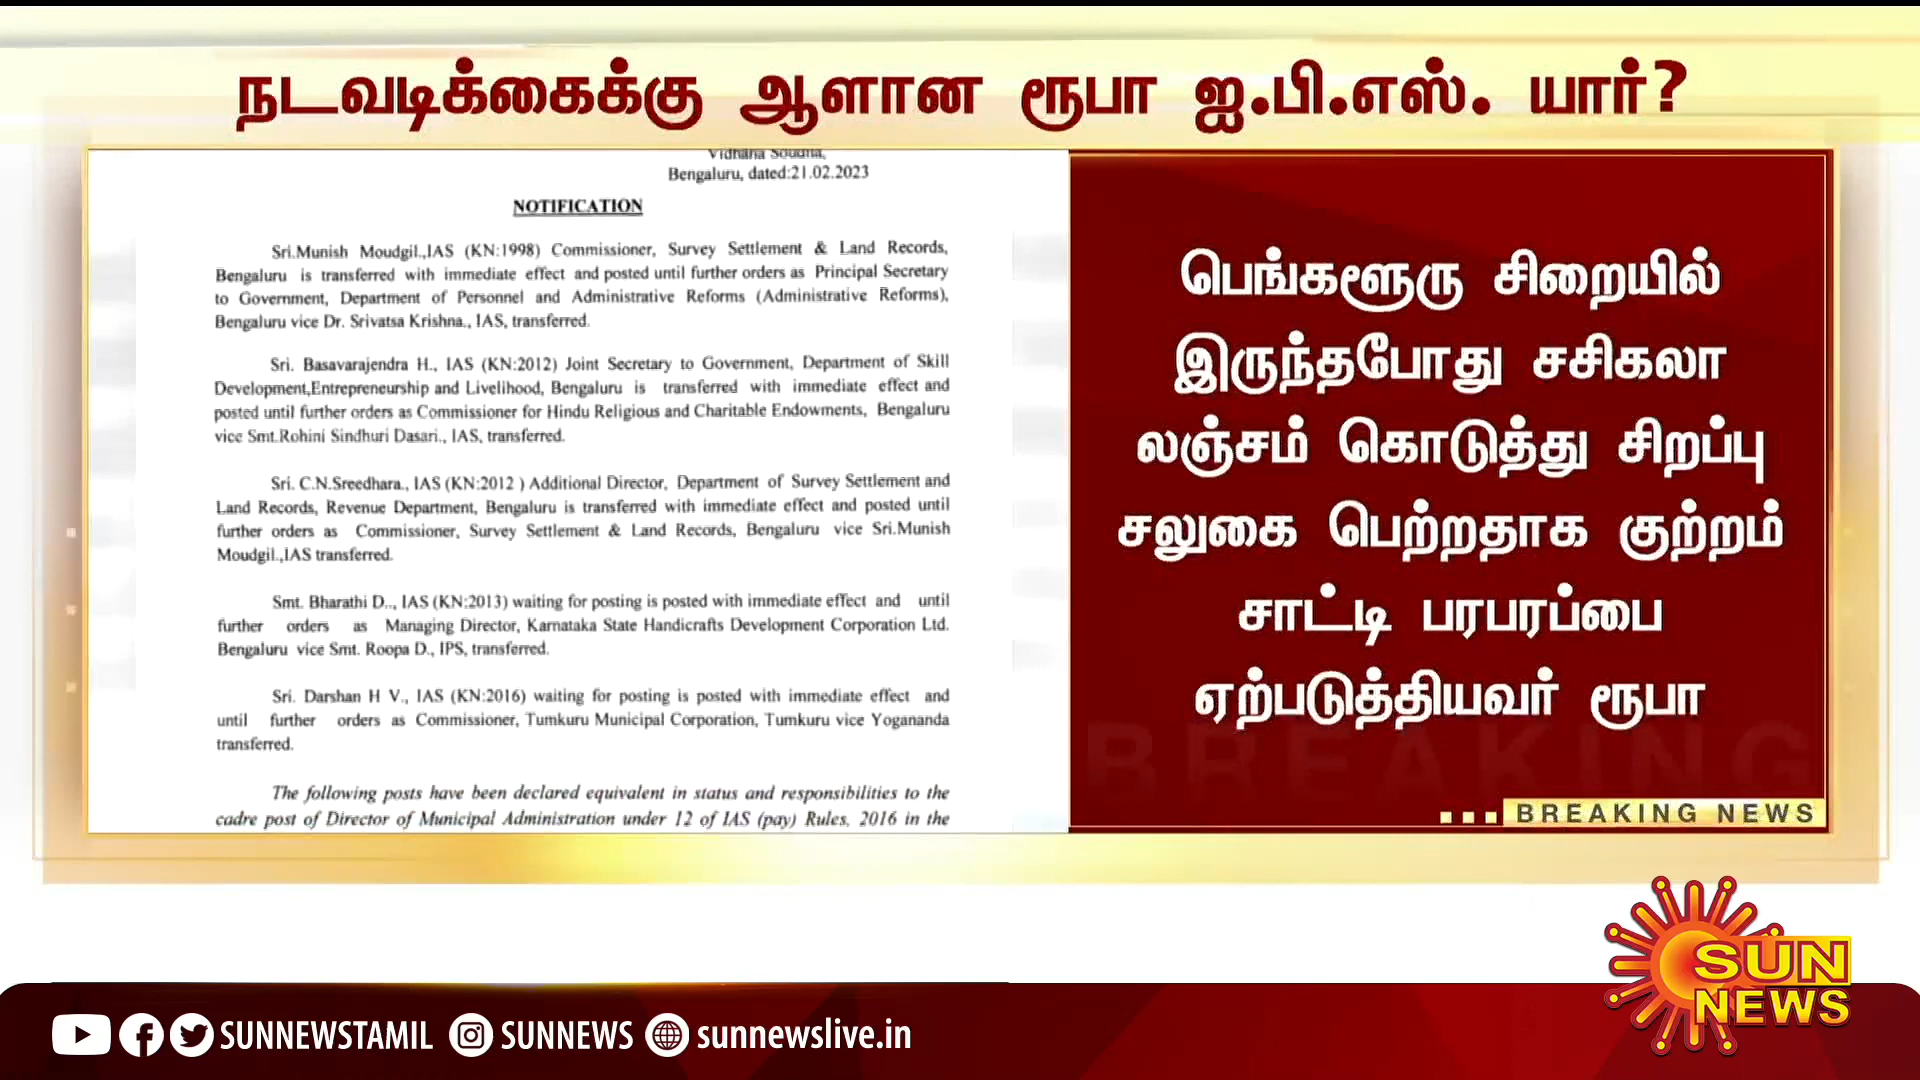 நடவடிக்கைக்கு ஆளான ரூபா ஐ.பி.எஸ். யார்?
Vidhana Soudha,
Bengaluru, dated:21.02.2023
NOTIFICATION
Sri.Munish Moudgil.,IAS (KN:1998) Commissioner, Survey Settlement & Land Records,
Bengaluru is transferred with immediate effect and posted until further orders as Principal Secretary
to Government, Department of Personnel and Administrative Reforms (Administrative Reforms),
Bengaluru vice Dr. Srivatsa Krishna., IAS, transferred.
Sri. Basavarajendra H., IAS (KN:2012) Joint Secretary to Government, Department of Skill
Development,Entrepreneurship and Livelihood, Bengaluru is transferred with immediate effect and
posted until further orders as Commissioner for Hindu Religious and Charitable Endowments, Bengaluru
vice Smt.Rohini Sindhuri Dasari., IAS, transferred.
Sri. C.N.Sreedhara., IAS (KN:2012 ) Additional Director, Department of Survey Settlement and
Land Records, Revenue Department, Bengaluru is transferred with immediate effect and posted until
further orders as Commissioner, Survey Settlement & Land Records, Bengaluru vice Sri.Munish
Moudgil.,IAS transferred.
Smt. Bharathi D.., IAS (KN:2013) waiting for posting is posted with immediate effect and until
further orders as Managing Director, Karnataka State Handicrafts Development Corporation Ltd.
Bengaluru vice Smt. Roopa D., IPS, transferred.
Sri. Darshan H V., IAS (KN:2016) waiting for posting is posted with immediate effect and
until further orders as Commissioner, Tumkuru Municipal Corporation, Tumkuru vice Yogananda
transferred.
The following posts have been declared equivalent in status and responsibilities to the
cadre post of Director of Municipal Administration under 12 of IAS (pay) Rules, 2016 in the
பெங்களூரு சிறையில்
இருந்தபோது சசிகலா
லஞ்சம் கொடுத்து சிறப்பு
சலுகை பெற்றதாக குற்றம்
சாட்டி பரபரப்பை
ஏற்படுத்தியவர் ரூபா
BREAKING
BREAKING NEWS
SUN
NEWS
SUNNEWSTAMIL SUNNEWS sunnewslive.in